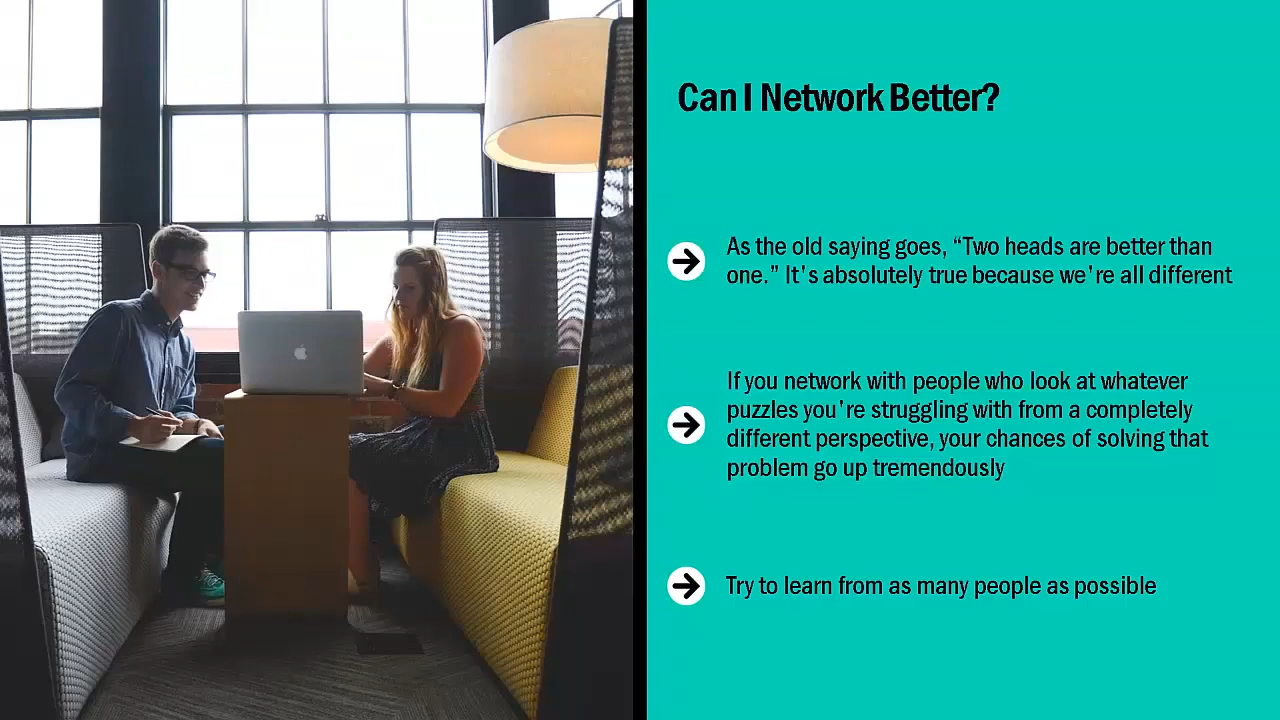 Can I Network Better?
As the old saying goes, “Two heads are better than
one.” It's absolutely true because we're all different
If you network with people who look at whatever
puzzles you're struggling with from a completely
different perspective, your chances of solving that
problem go up tremendously
Try to learn from as many people as possible